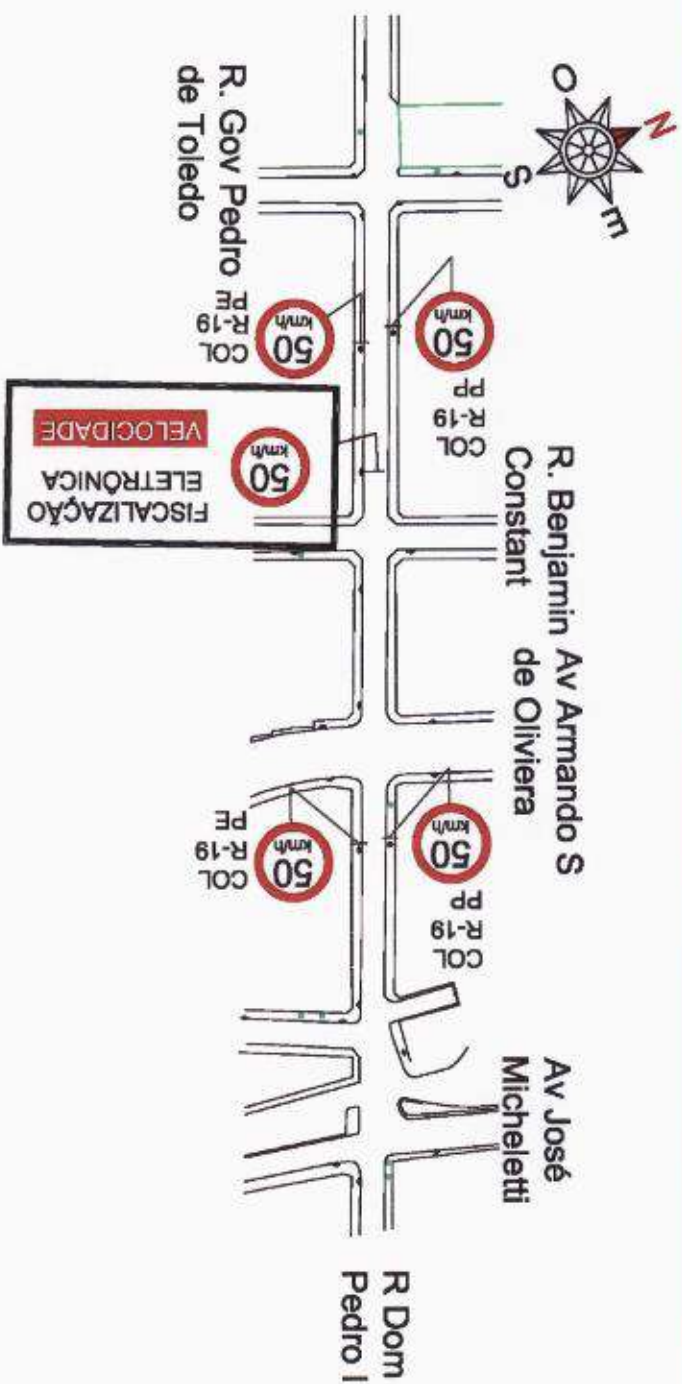 N
O
S
E
R. Gov Pedro
de Toledo
50
km/h
COL
R-19
PE
50
km/h
COL
R-19
PP
FISCALIZAÇÃO
ELETRÔNICA
50
km/h
VELOCIDADE
R. Benjamin
Constant
Av Armando S
de Oliviera
50
km/h
COL
R-19
PE
50
km/h
COL
R-19
PP
Av José
Micheletti
R Dom
Pedro I